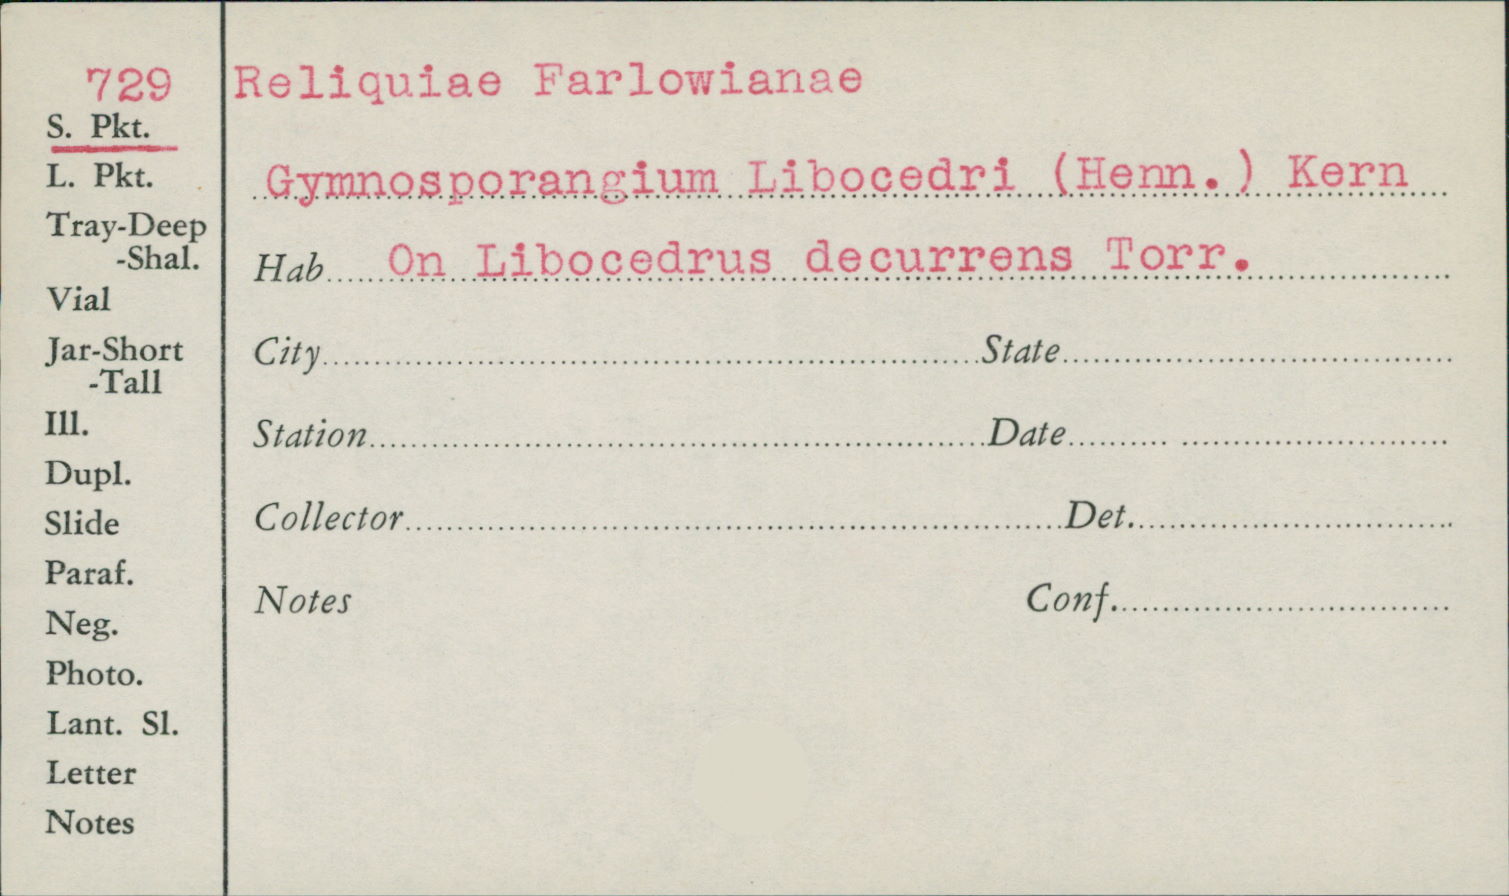 729
S. Pkt.
L. Pkt.
Tray-Deep
-Shal.
Vial
Jar-Short
-Tall
Ill.
Dupl.
Slide
Paraf.
Neg.
Photo.
Lant. Sl.
Letter
Notes
Reliquiae Farlowianae
Gymnosporangium Libocedri (Henn.) Kern
Hab On Libocedrus decurrens Torr.
City State
Station Date
Collector Det.
Notes Conf.